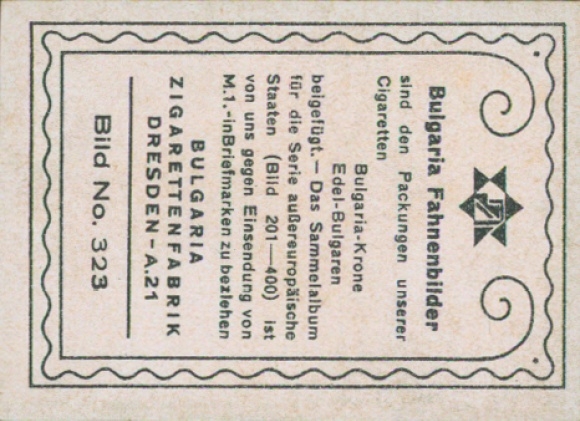 Bulgaria Fahnenbilder
sind den Packungen unserer
Cigaretten
Bulgaria-Krone
Edel-Bulgaren
beigefügt.— Das Sammelalbum
für die Serie außereuropäische
Staaten (Bild 201—400) ist
von uns gegen Einsendung von
M.1.-inBriefmarken zu beziehen
BULGARIA
ZIGARETTENFABRIK
DRESDEN-A.21
Bild No. 323